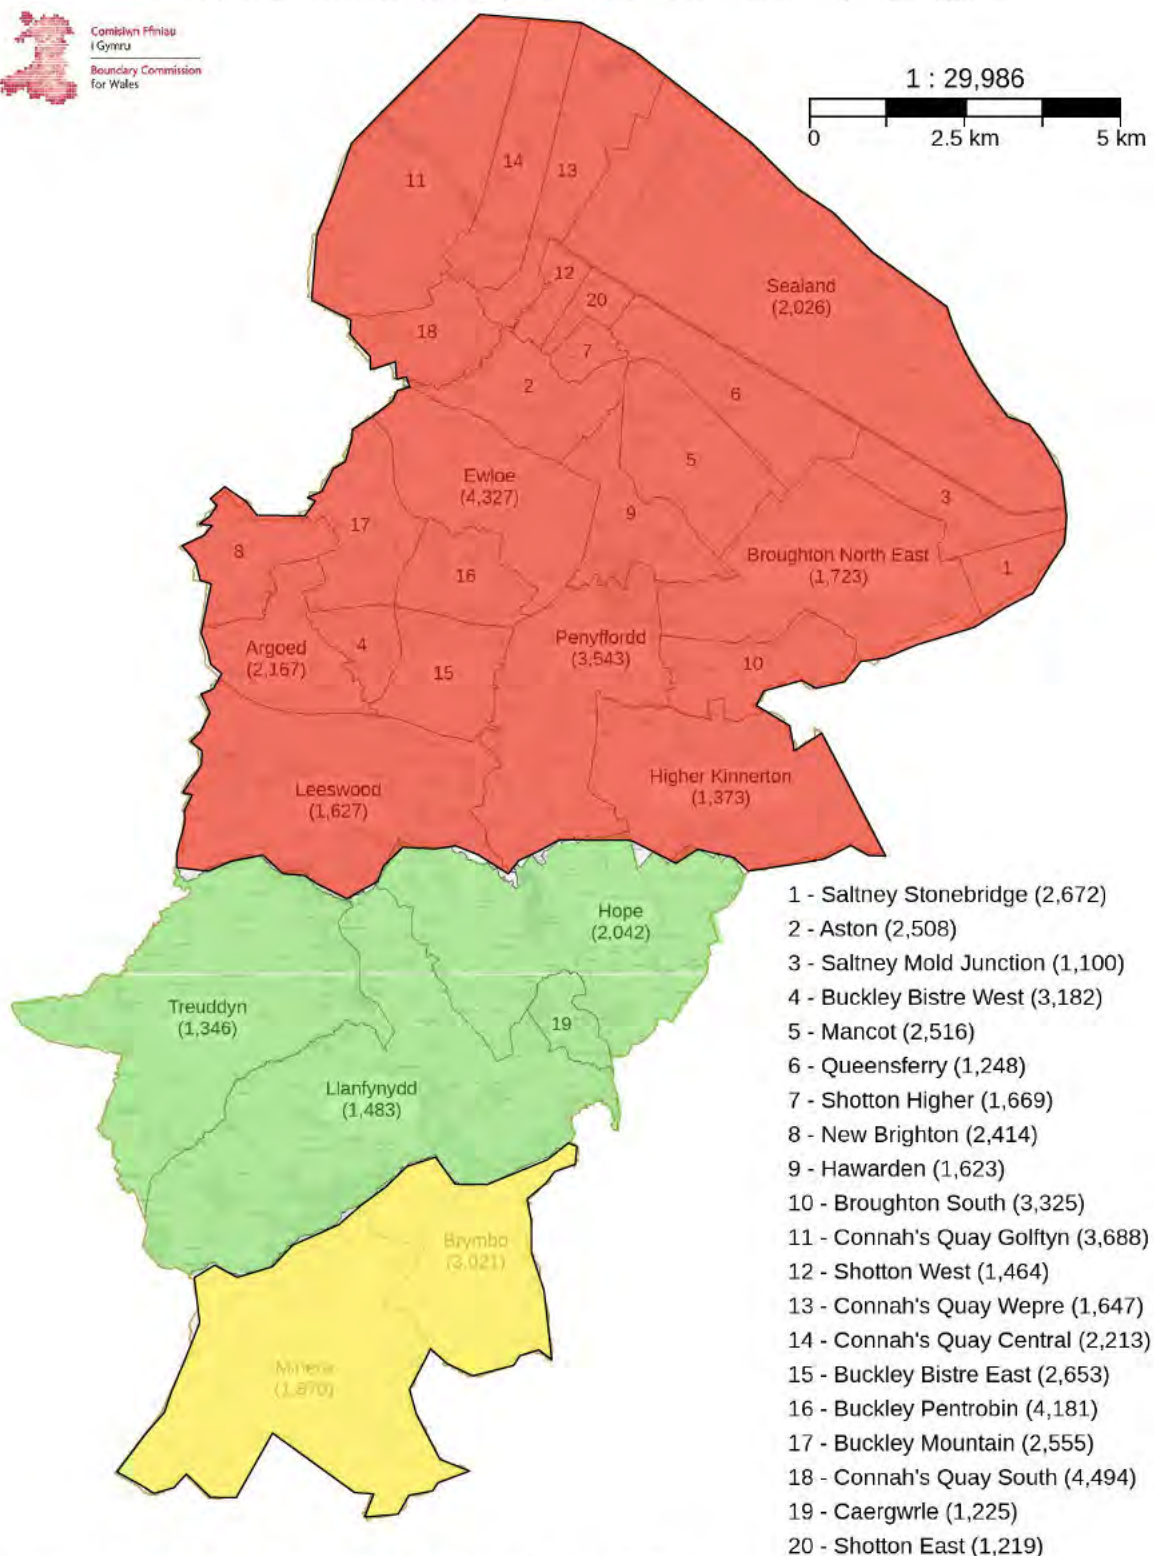 Comisiwn Ffiniau
i Gymru
Boundary Commission
for Wales
1 : 29,986
0 2.5 km 5 km
14
13
11
12
20
Sealand
(2,026)
18
7
2
6
5
Ewloe
(4,327)
3
9
17
8
Broughton North East
(1,723)
1
16
Argoed
(2,167)
4
15
Penyffordd
(3,543)
10
Leeswood
(1,627)
Higher Kinnerton
(1,373)
Hope
(2,042)
Treuddyn
(1,346)
19
Llanfynydd
(1,483)
Brymbo
(3,021)
Minera
(1,870)
1 - Saltney Stonebridge (2,672)
2 - Aston (2,508)
3 - Saltney Mold Junction (1,100)
4 - Buckley Bistre West (3,182)
5 - Mancot (2,516)
6 - Queensferry (1,248)
7 - Shotton Higher (1,669)
8 - New Brighton (2,414)
9 - Hawarden (1,623)
10 - Broughton South (3,325)
11 - Connah's Quay Golftyn (3,688)
12 - Shotton West (1,464)
13 - Connah's Quay Wepre (1,647)
14 - Connah's Quay Central (2,213)
15 - Buckley Bistre East (2,653)
16 - Buckley Pentrobin (4,181)
17 - Buckley Mountain (2,555)
18 - Connah's Quay South (4,494)
19 - Caergwrle (1,225)
20 - Shotton East (1,219)